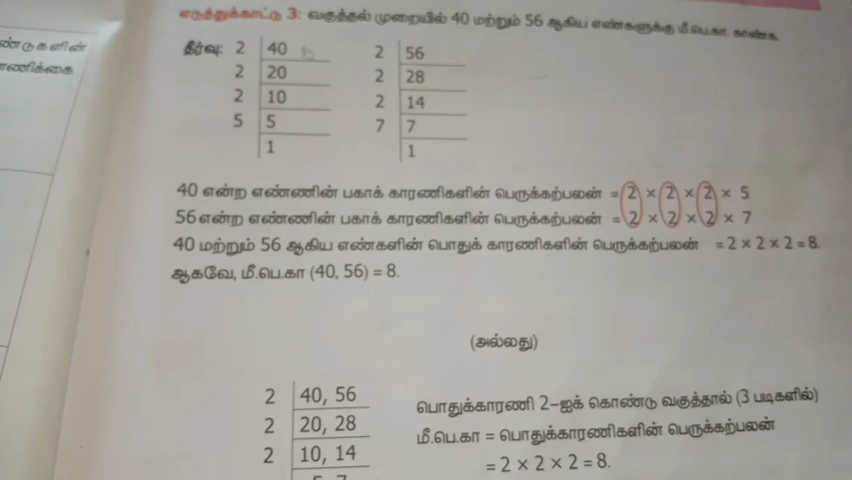 ண்டுகளின்
ணிக்கை
எடுத்துக்காட்டு 3: வகுத்தல் முறையில் 40 மற்றும் 56 ஆகிய எண்களுக்கு மீ.பெ.கா. காண்க.
தீர்வு:
2 40
2 20
2 10
5 5
1
2 56
2 28
2 14
7 7
1
40 என்ற எண்ணின் பகாக் காரணிகளின் பெருக்கற்பலன் = 2 × 2 × 2 × 5
56 என்ற எண்ணின் பகாக் காரணிகளின் பெருக்கற்பலன் = 2 × 2 × 2 × 7
40 மற்றும் 56 ஆகிய எண்களின் பொதுக் காரணிகளின் பெருக்கற்பலன் = 2 × 2 × 2 = 8.
ஆகவே, மீ.பெ.கா (40, 56) = 8.
(அல்லது)
2 40, 56
2 20, 28
2 10, 14
பொதுக்காரணி 2-ஐக் கொண்டு வகுத்தால் (3 படிகளில்)
மீ.பெ.கா = பொதுக்காரணிகளின் பெருக்கற்பலன்
= 2 × 2 × 2 = 8.